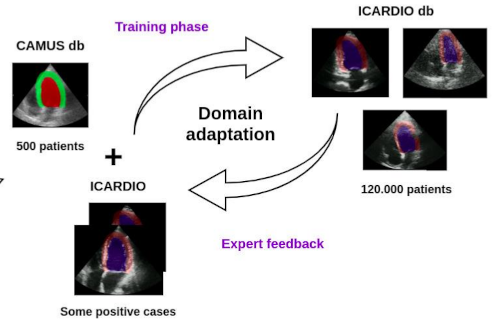 ICARDIO db
Training phase
CAMUS db
Domain
adaptation
500 patients
+
ICARDIO
120.000 patients
Expert feedback
Some positive cases